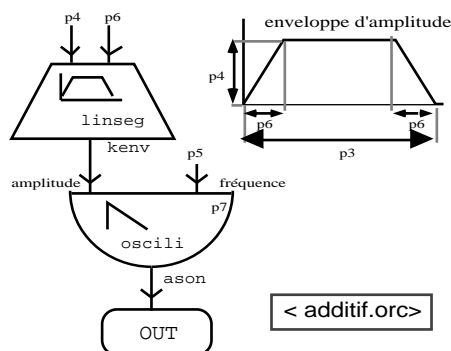 p4 p6
linseg
kenv
p5
amplitude fréquence
p7
oscili
ason
OUT
enveloppe d'amplitude
p4
p6 p6
p3
< additif.orc>